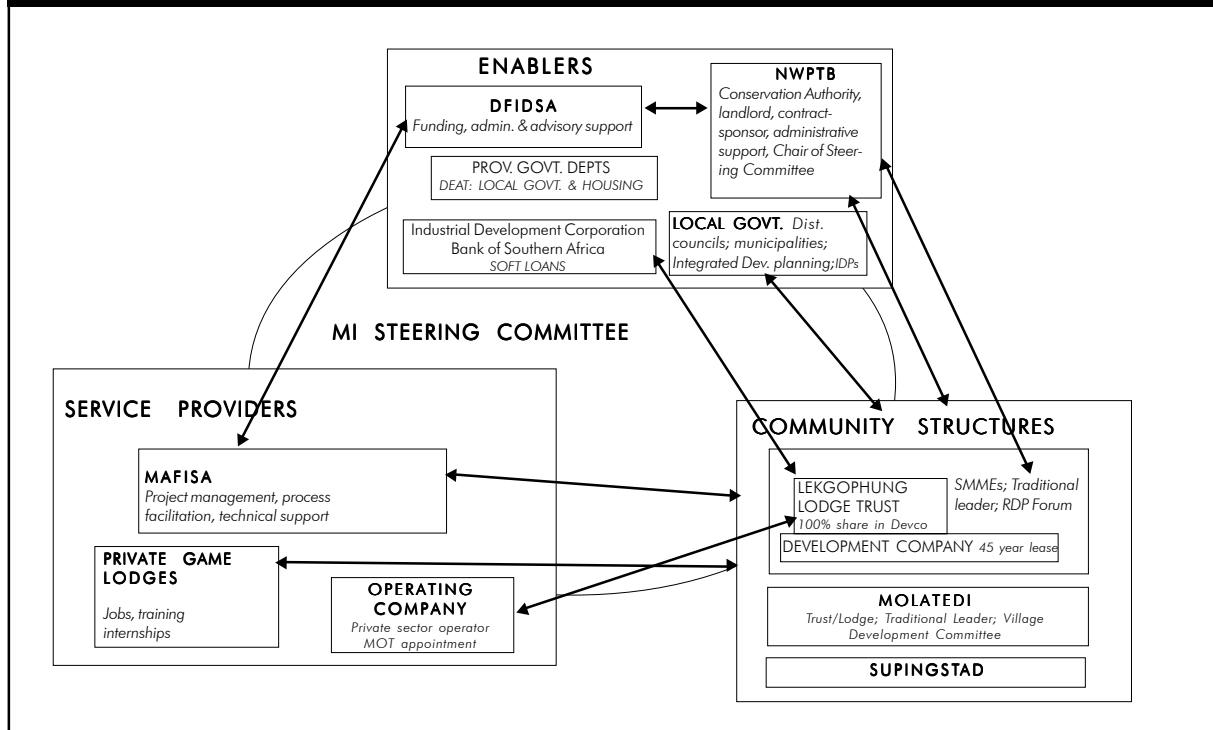 ENABLERS
DFIDSA
Funding, admin. & advisory support
NWPTB
Conservation Authority,
landlord, contract-
sponsor, administrative
support, Chair of Steer-
ing Committee
PROV. GOVT. DEPTS
DEAT: LOCAL GOVT. & HOUSING
Industrial Development Corporation
Bank of Southern Africa
SOFT LOANS
LOCAL GOVT. Dist.
councils; municipalities;
Integrated Dev. planning;IDPs
MI STEERING COMMITTEE
SERVICE PROVIDERS
MAFISA
Project management, process
facilitation, technical support
PRIVATE GAME
LODGES
Jobs, training
internships
OPERATING
COMPANY
Private sector operator
MOT appointment
COMMUNITY STRUCTURES
LEKGOPHUNG
LODGE TRUST
100% share in Devco
SMMEs; Traditional
leader; RDP Forum
DEVELOPMENT COMPANY 45 year lease
MOLATEDI
Trust/Lodge; Traditional Leader; Village
Development Committee
SUPINGSTAD